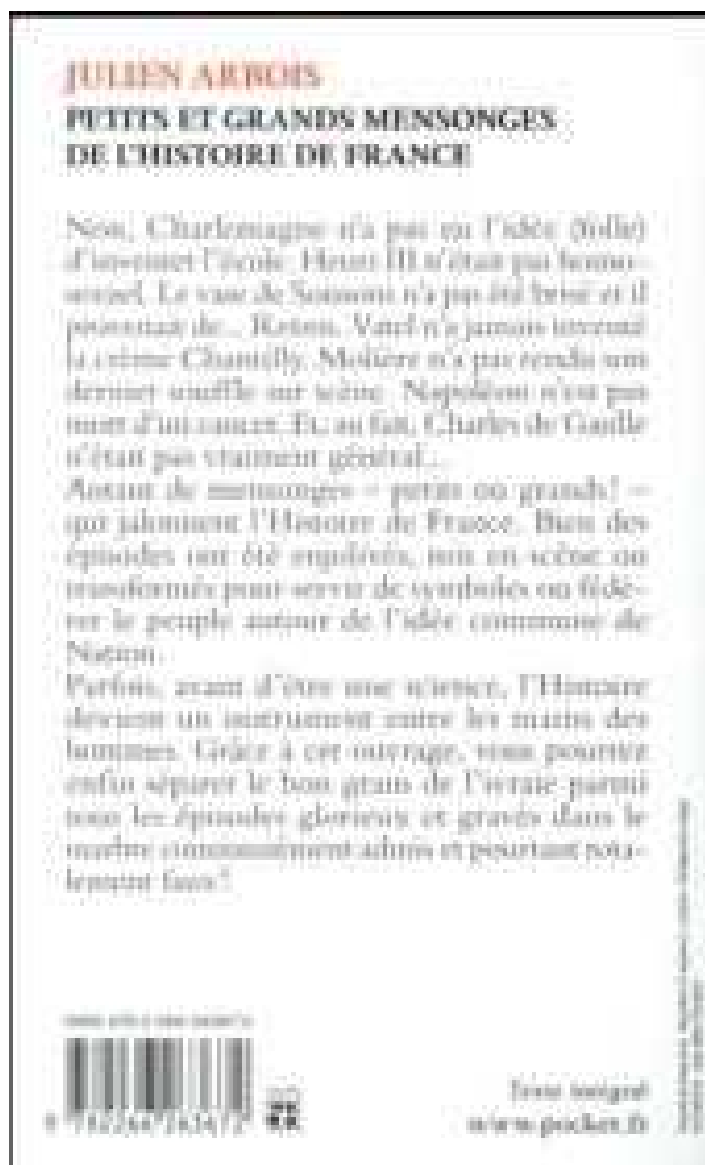 JULIEN ARBOIS
PETITS ET GRANDS MENSONGES
DE L'HISTOIRE DE FRANCE
Non, Charlemagne n'a pas eu l'idée (folle)
d'inventer l'école. Henri III n'était pas homo-
sexuel. Le vase de Soissons n'a pas été brisé et il
provenait de... Reims. Vatel n'a jamais inventé
la crème Chantilly. Molière n'a pas rendu son
dernier souffle sur scène. Napoléon n'est pas
mort d'un cancer. Et, au fait, Charles de Gaulle
n'était pas vraiment général...
Autant de mensonges – petits ou grands! –
qui jalonnent l'Histoire de France. Bien des
épisodes ont été enjolivés, mis en scène ou
transformés pour servir de symboles ou fédé-
rer le peuple autour de l'idée commune de
Nation.
Parfois, avant d'être une science, l'Histoire
devient un instrument entre les mains des
hommes. Grâce à cet ouvrage, vous pourrez
enfin séparer le bon grain de l'ivraie parmi
tous les épisodes glorieux et gravés dans le
marbre communément admis et pourtant tota-
lement faux!
Texte intégral
www.pocket.fr